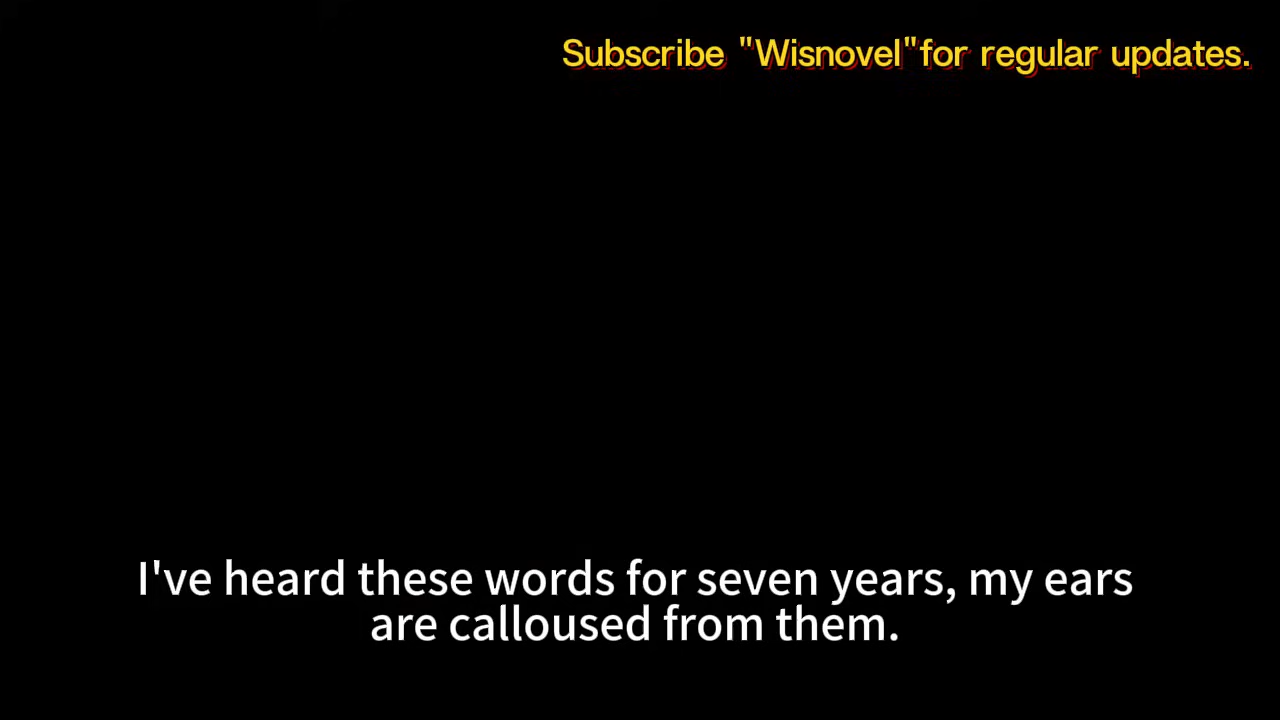 Subscribe "Wisnovel"for regular updates.
I've heard these words for seven years, my ears
are calloused from them.